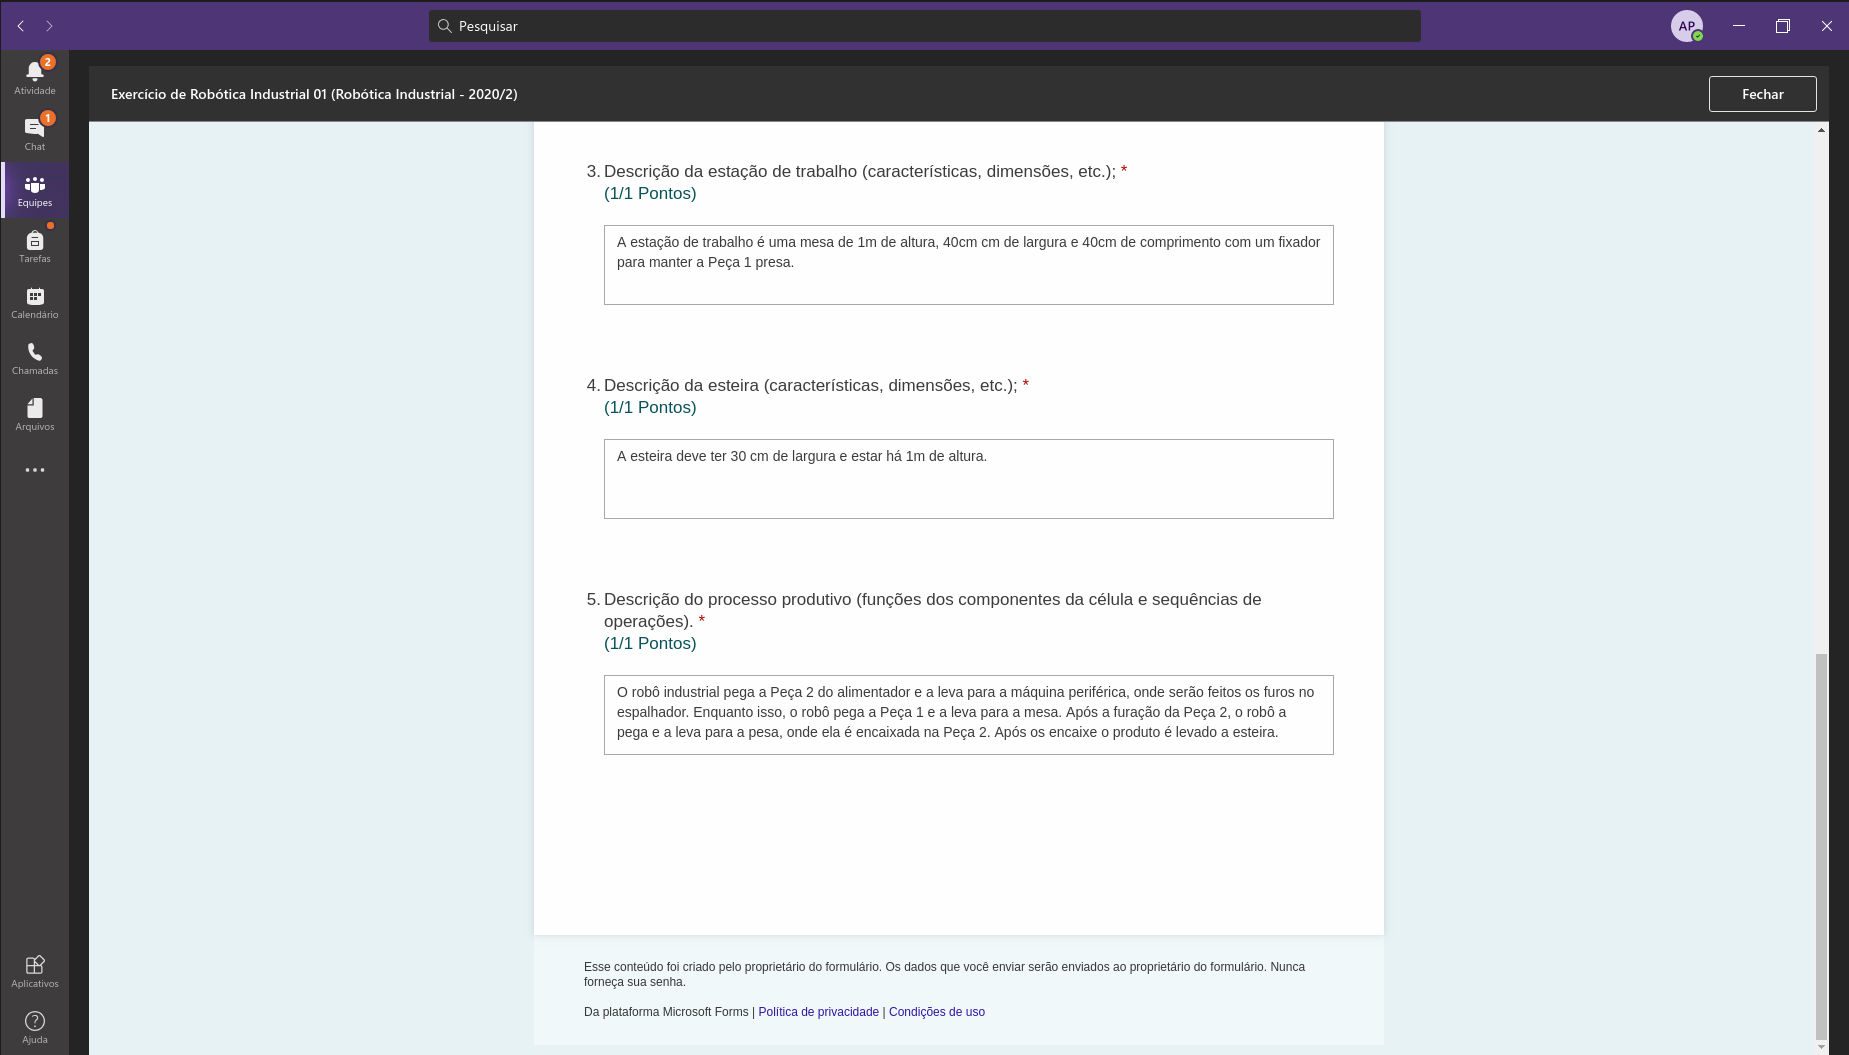 Pesquisar
AP
2
Atividade
1
Chat
Equipes
Tarefas
Calendário
Chamadas
Arquivos
Aplicativos
Ajuda
Exercício de Robótica Industrial 01 (Robótica Industrial - 2020/2)
Fechar
3. Descrição da estação de trabalho (características, dimensões, etc.); *
(1/1 Pontos)
A estação de trabalho é uma mesa de 1m de altura, 40cm cm de largura e 40cm de comprimento com um fixador
para manter a Peça 1 presa.
4. Descrição da esteira (características, dimensões, etc.); *
(1/1 Pontos)
A esteira deve ter 30 cm de largura e estar há 1m de altura.
5. Descrição do processo produtivo (funções dos componentes da célula e sequências de
operações). *
(1/1 Pontos)
O robô industrial pega a Peça 2 do alimentador e a leva para a máquina periférica, onde serão feitos os furos no
espalhador. Enquanto isso, o robô pega a Peça 1 e a leva para a mesa. Após a furação da Peça 2, o robô a
pega e a leva para a pesa, onde ela é encaixada na Peça 2. Após os encaixe o produto é levado a esteira.
Esse conteúdo foi criado pelo proprietário do formulário. Os dados que você enviar serão enviados ao proprietário do formulário. Nunca
forneça sua senha.
Da plataforma Microsoft Forms | Política de privacidade | Condições de uso